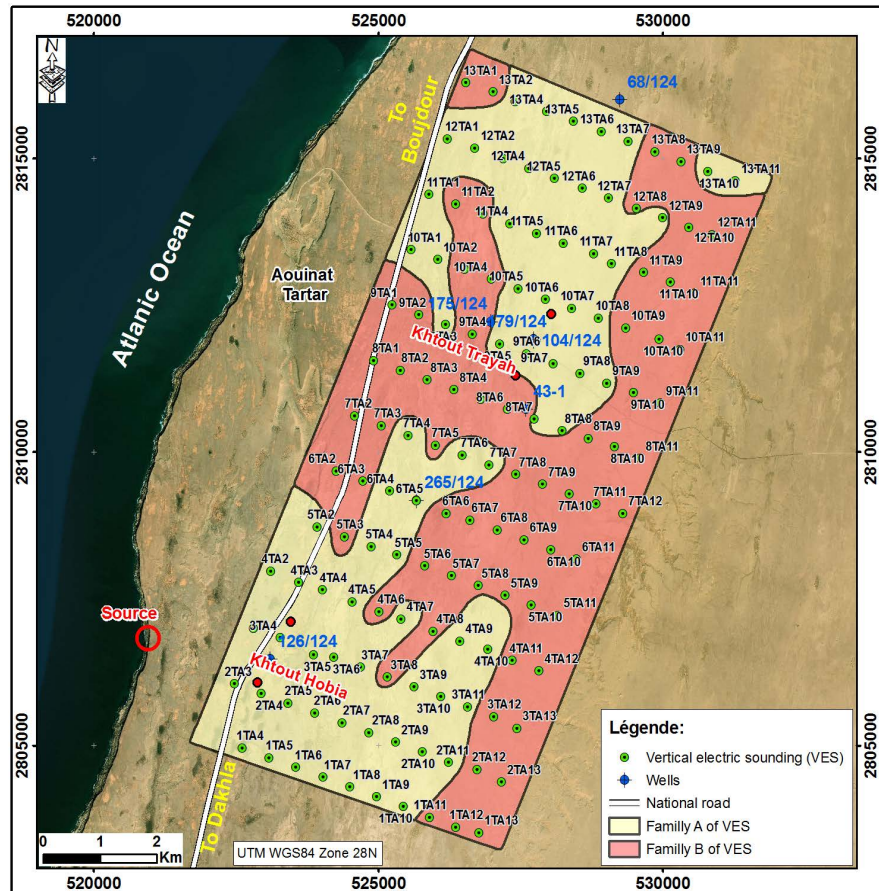 520000 525000 530000
N
13TA1
13TA2
68/124
13TA4
13TA5
13TA6
13TA7
13TA8
13TA9
13TA10
13TA11
To Boujdour
2815000
2815000
12TA1
12TA2
12TA4
12TA5
12TA6
12TA7
12TA8
12TA9
12TA10
12TA11
11TA1
11TA2
11TA4
11TA5
11TA6
11TA7
11TA8
11TA9
11TA10
11TA11
Atlanic Ocean
Aouinat
Tartar
10TA1
10TA2
10TA4
10TA5
10TA6
10TA7
10TA8
10TA9
10TA10
10TA11
9TA1
9TA2
175/124
9TA4
179/124
104/124
Khtout Trayah
9TA6
9TA7
9TA8
9TA9
9TA10
9TA11
8TA1
8TA2
8TA3
8TA4
8TA6
8TA7
43-1
8TA8
8TA9
8TA10
8TA11
2810000
2810000
7TA2
7TA3
7TA4
7TA5
7TA6
7TA7
7TA8
7TA9
7TA10
7TA11
7TA12
6TA2
6TA3
6TA4
6TA5
265/124
6TA6
6TA7
6TA8
6TA9
6TA10
6TA11
5TA2
5TA3
5TA4
5TA5
5TA6
5TA7
5TA8
5TA9
5TA10
5TA11
4TA2
4TA3
4TA4
4TA5
4TA6
4TA7
4TA8
4TA9
4TA10
4TA11
4TA12
Source
3TA4
126/124
3TA5
3TA6
3TA7
3TA8
3TA9
3TA10
3TA11
3TA12
3TA13
Khtout Hobia
2TA3
2TA4
2TA5
2TA6
2TA7
2TA8
2TA9
2TA10
2TA11
2TA12
2TA13
2805000
2805000
1TA4
1TA5
1TA6
1TA7
1TA8
1TA9
1TA10
1TA11
1TA12
1TA13
To Dakhla
Légende:
Vertical electric sounding (VES)
Wells
National road
Familly A of VES
Familly B of VES
0 1 2
Km
UTM WGS84 Zone 28N
520000 525000 530000